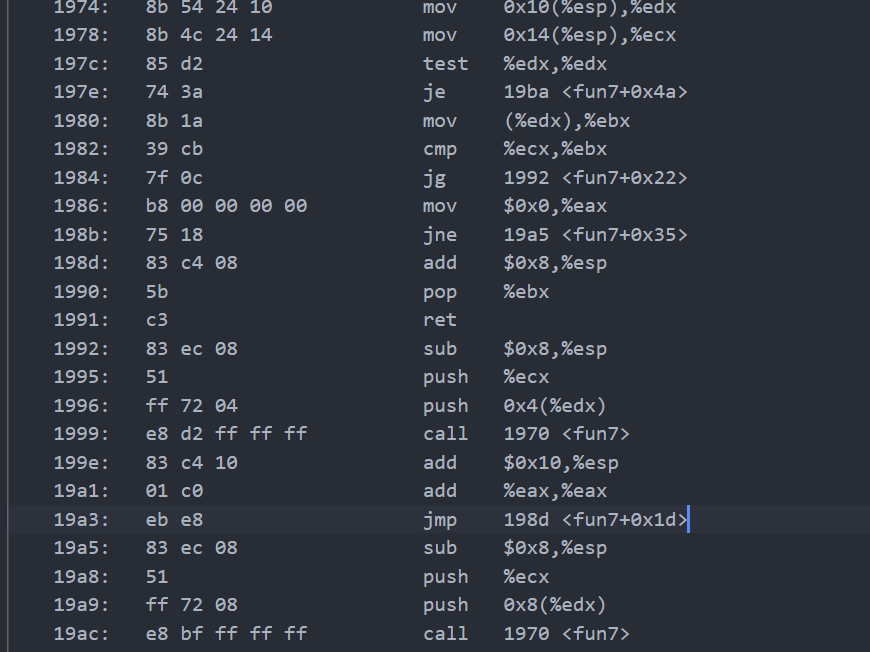 1974: 8b 54 24 10 mov 0x10(%esp),%edx
1978: 8b 4c 24 14 mov 0x14(%esp),%ecx
197c: 85 d2 test %edx,%edx
197e: 74 3a je 19ba <fun7+0x4a>
1980: 8b 1a mov (%edx),%ebx
1982: 39 cb cmp %ecx,%ebx
1984: 7f 0c jg 1992 <fun7+0x22>
1986: b8 00 00 00 00 mov $0x0,%eax
198b: 75 18 jne 19a5 <fun7+0x35>
198d: 83 c4 08 add $0x8,%esp
1990: 5b pop %ebx
1991: c3 ret
1992: 83 ec 08 sub $0x8,%esp
1995: 51 push %ecx
1996: ff 72 04 push 0x4(%edx)
1999: e8 d2 ff ff ff call 1970 <fun7>
199e: 83 c4 10 add $0x10,%esp
19a1: 01 c0 add %eax,%eax
19a3: eb e8 jmp 198d <fun7+0x1d>
19a5: 83 ec 08 sub $0x8,%esp
19a8: 51 push %ecx
19a9: ff 72 08 push 0x8(%edx)
19ac: e8 bf ff ff ff call 1970 <fun7>